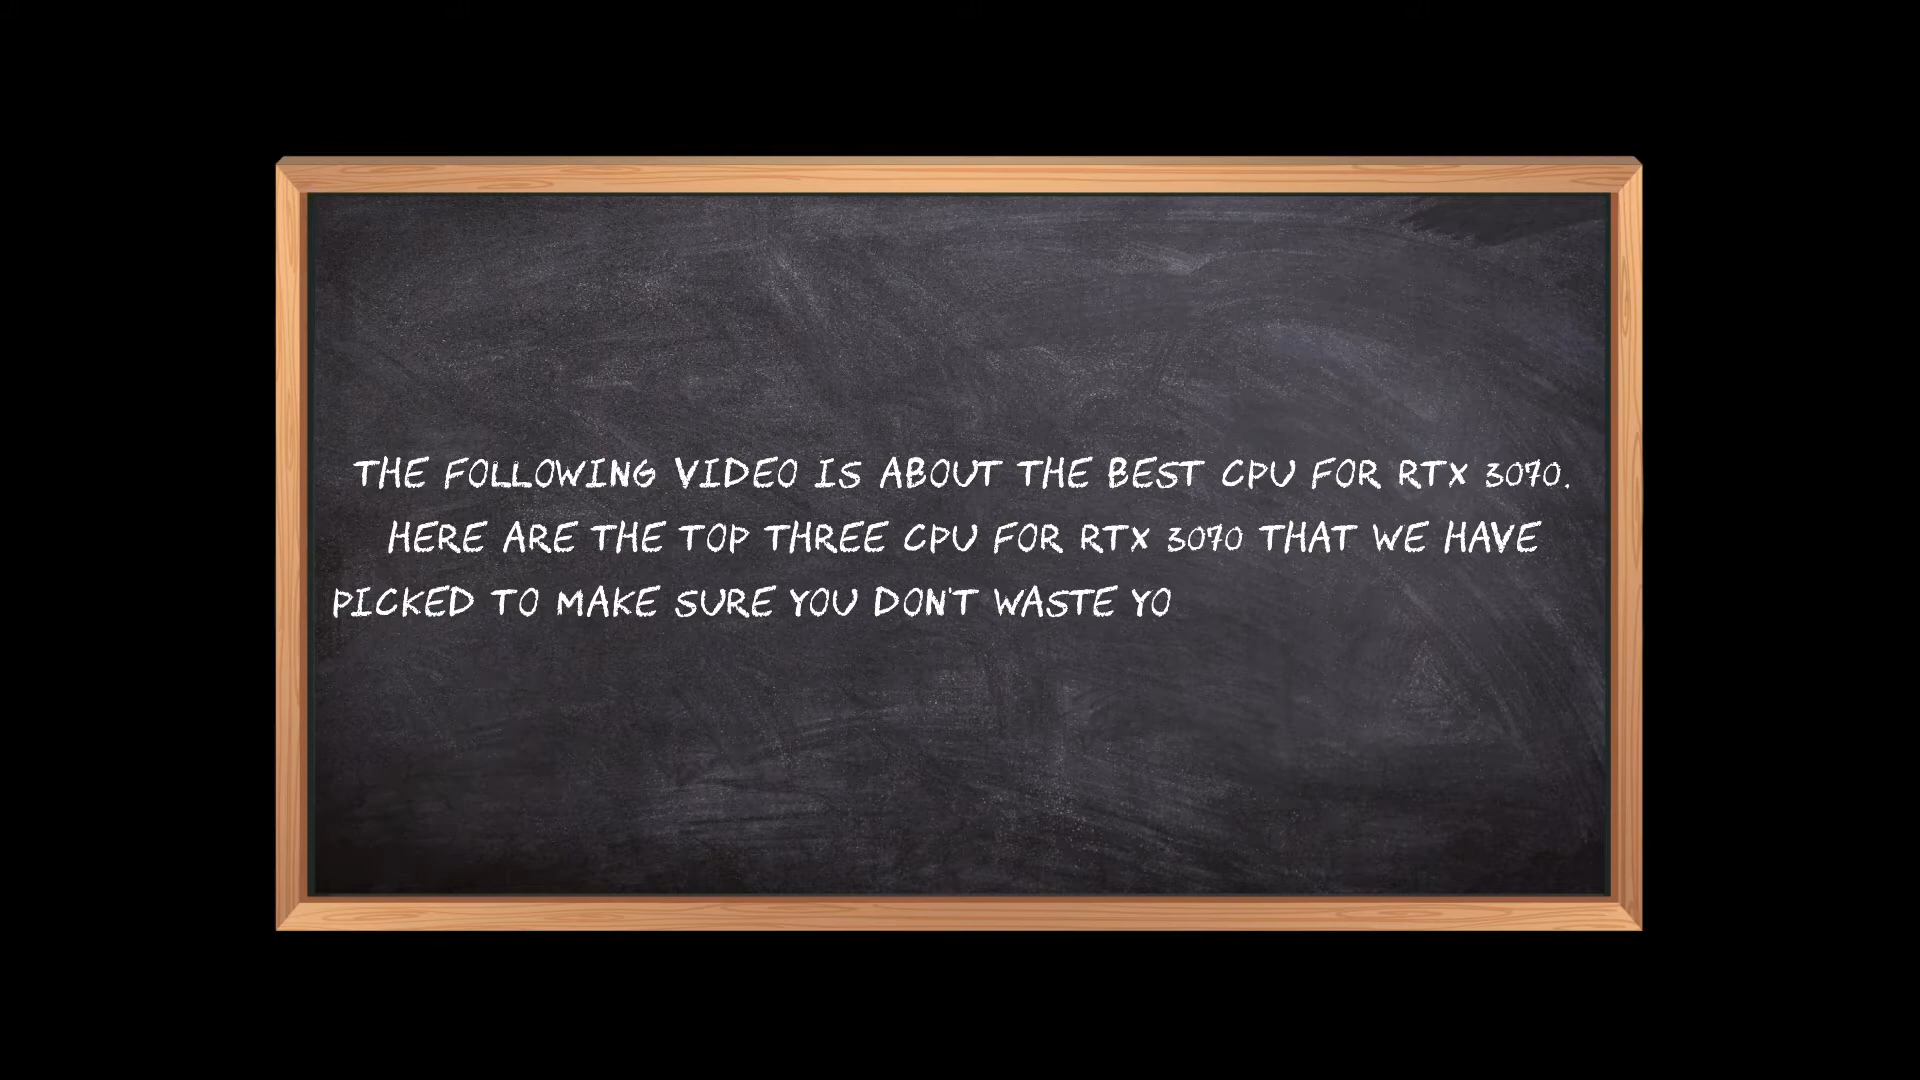 THE FOLLOWING VIDEO IS ABOUT THE BEST CPU FOR RTX 3070.
HERE ARE THE TOP THREE CPU FOR RTX 3070 THAT WE HAVE
PICKED TO MAKE SURE YOU DON'T WASTE YO